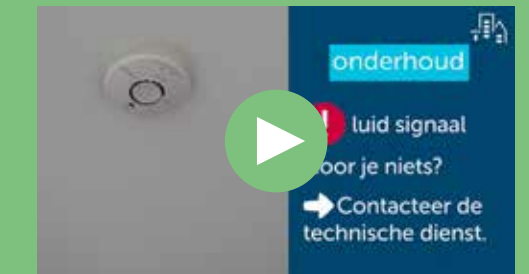 onderhoud
! luid signaal
je niets?
Contacteer de
technische dienst.